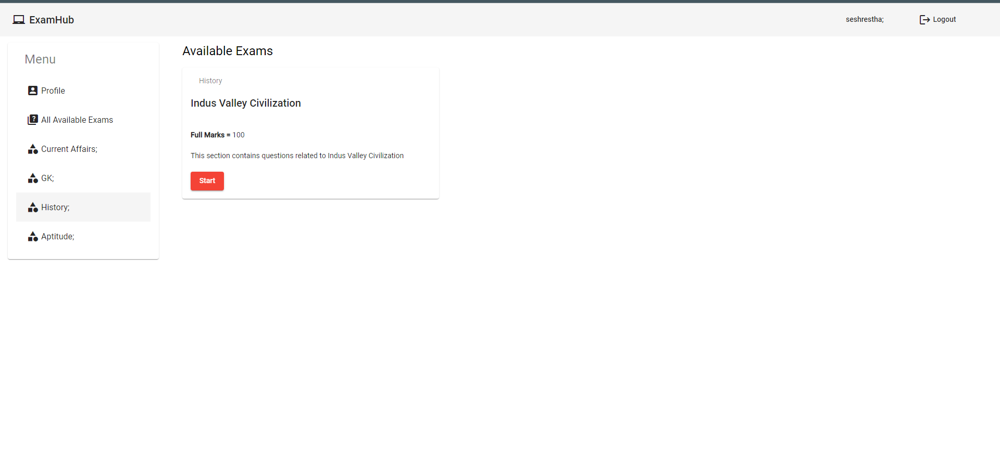 ExamHub
seshrestha;
Logout
Menu
Profile
All Available Exams
Current Affairs;
GK;
History;
Aptitude;
Available Exams
History
Indus Valley Civilization
Full Marks = 100
This section contains questions related to Indus Valley Civilization
Start